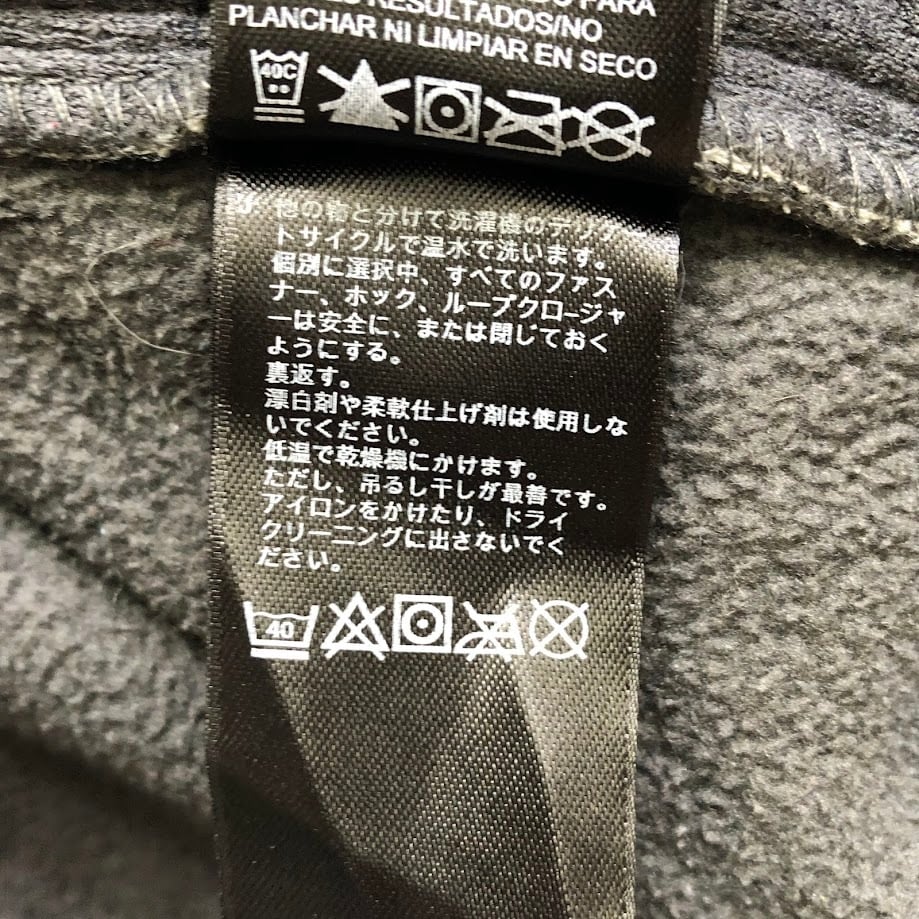 PARA
RESULTADOS/NO
PLANCHAR NI LIMPIAR EN SECO
40C
他の物と分けて洗濯機のデリケ
トサイクルで温水で洗います。
個別に選択中、すべてのファス
ナー、ホック、ループクロージャ
ーは安全に、または閉じておく
ようにする。
裏返す。
漂白剤や柔軟仕上げ剤は使用しな
いでください。
低温で乾燥機にかけます。
ただし、吊るし干しが最善です。
アイロンをかけたり、ドライ
クリーニングに出さないでく
ださい。
40